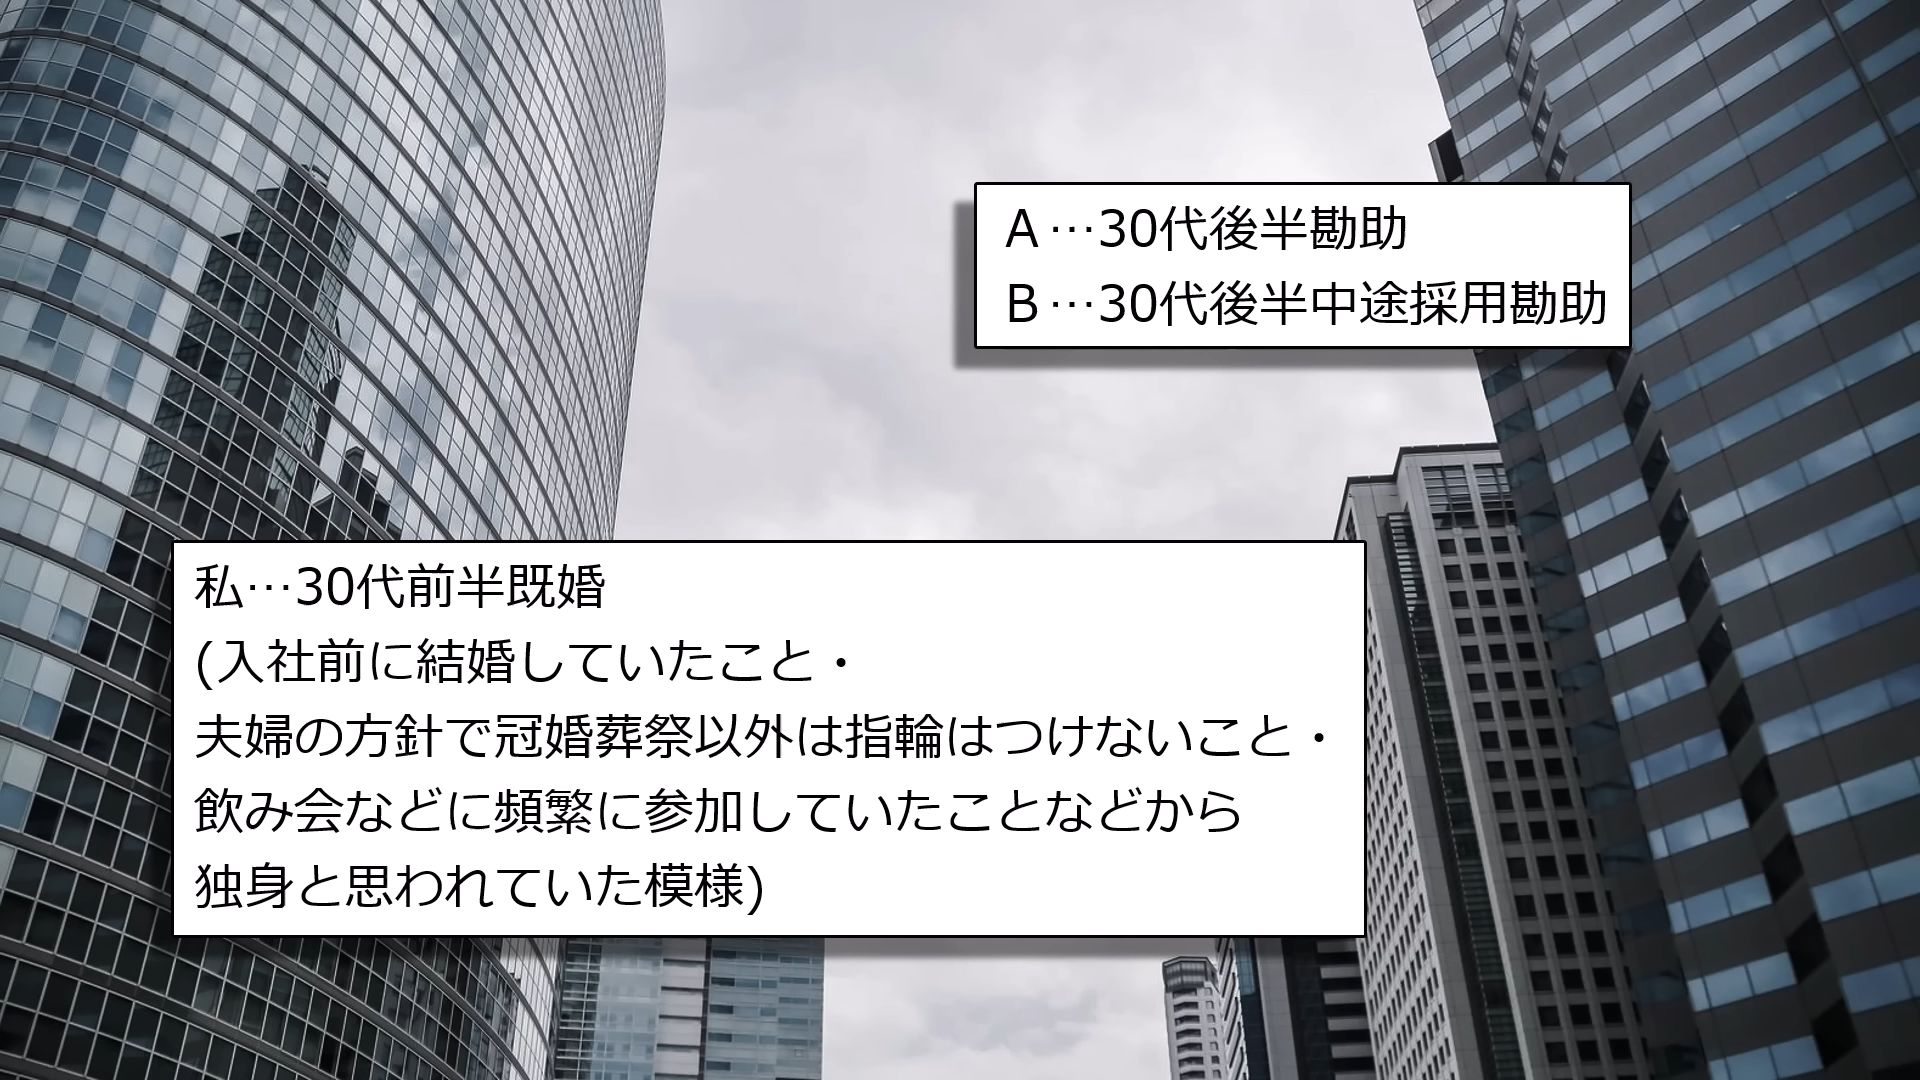 A…30代後半勘助
B…30代後半中途採用勘助
私…30代前半既婚
(入社前に結婚していたこと・
夫婦の方針で冠婚葬祭以外は指輪はつけないこと・
飲み会などに頻繁に参加していたことなどから
独身と思われていた模様)